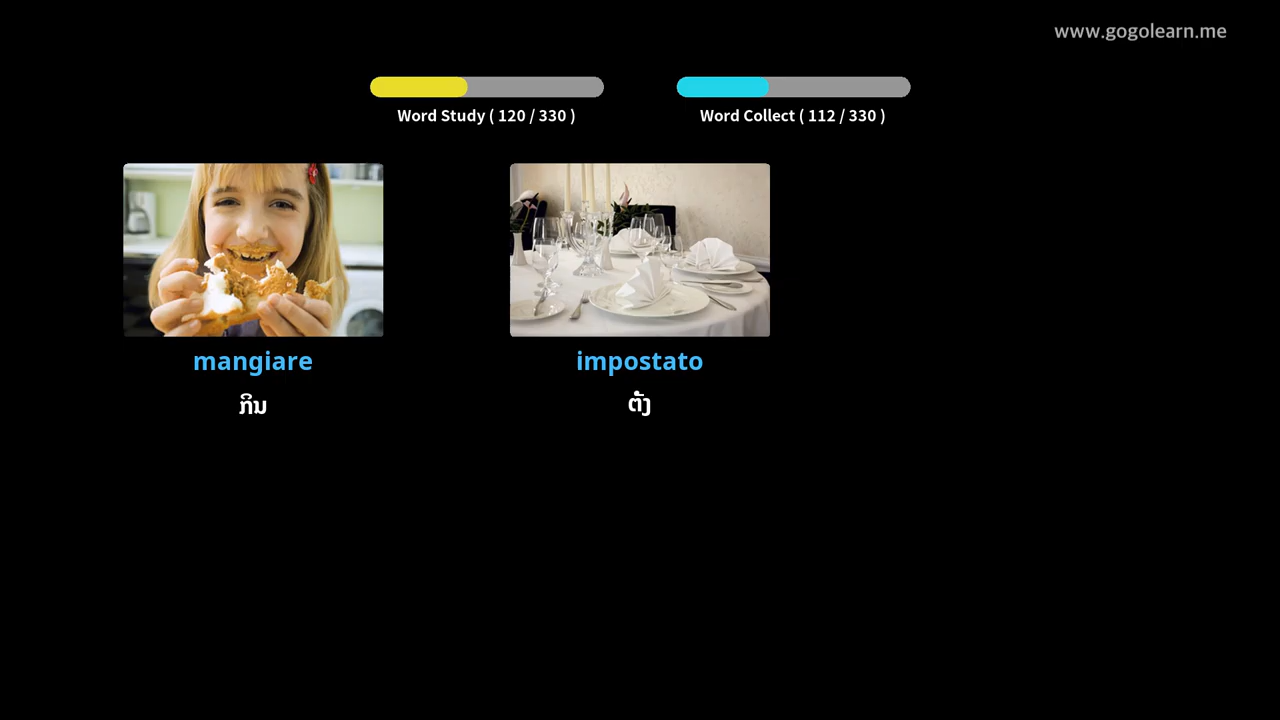 www.gogolearn.me
Word Study ( 120 / 330 )
Word Collect ( 112 / 330 )
mangiare
impostato
ກິນ
ຕັ້ງ